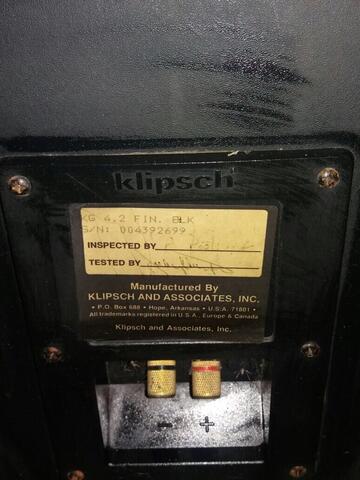 klipsch
KG 4.2 FIN. BLK
S/N: 004392699
INSPECTED BY
TESTED BY
Manufactured By
KLIPSCH AND ASSOCIATES, INC.
• P.O. Box 688 • Hope, Arkansas • U.S.A. 71801 •
All trademarks registered in U.S.A., Europe & Canada
Klipsch and Associates, Inc.
- +